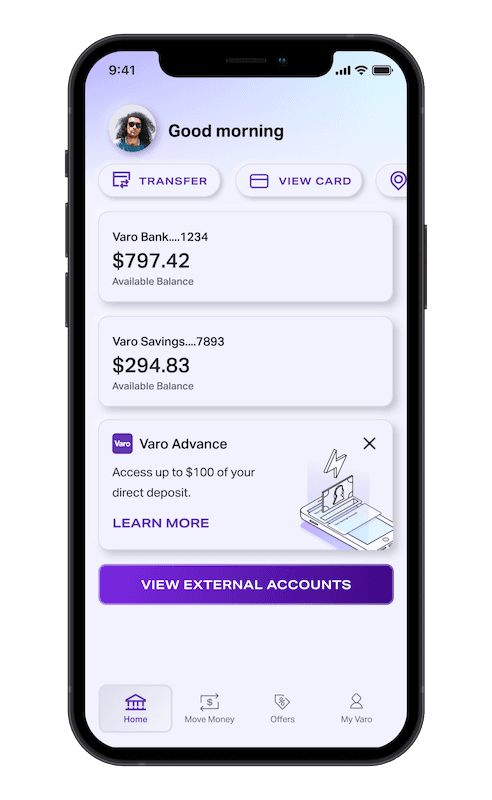 9:41
Good morning
TRANSFER
VIEW CARD
Varo Bank....1234
$797.42
Available Balance
Varo Savings....7893
$294.83
Available Balance
Varo
Varo Advance
Access up to $100 of your
direct deposit.
LEARN MORE
VIEW EXTERNAL ACCOUNTS
Home
$
Move Money
Offers
My Varo